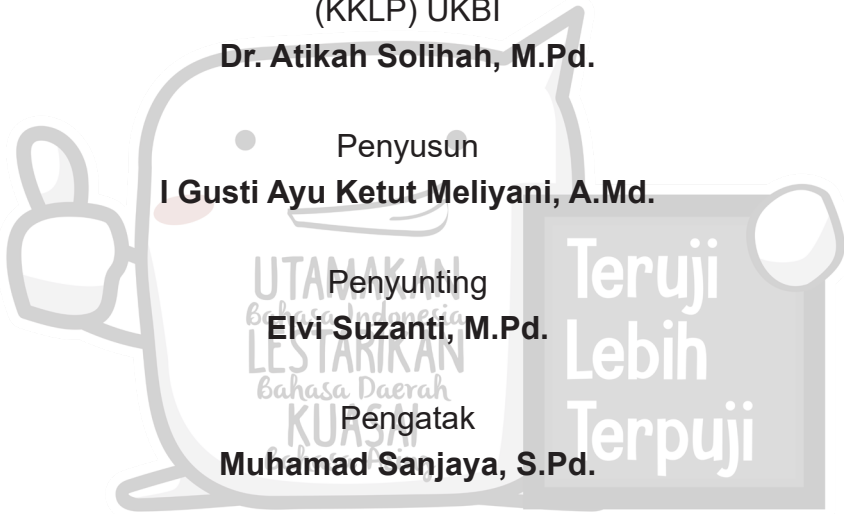 (KKLP) UKBI
Dr. Atikah Solihah, M.Pd.
Penyusun
I Gusti Ayu Ketut Meliyani, A.Md.
Penyunting
Elvi Suzanti, M.Pd.
Pengatak
Muhamad Sanjaya, S.Pd.
UTAMAKAN
Bahasa Indonesia
LESTARIKAN
Bahasa Daerah
KUASAI
Teruji
Lebih
Terpuji